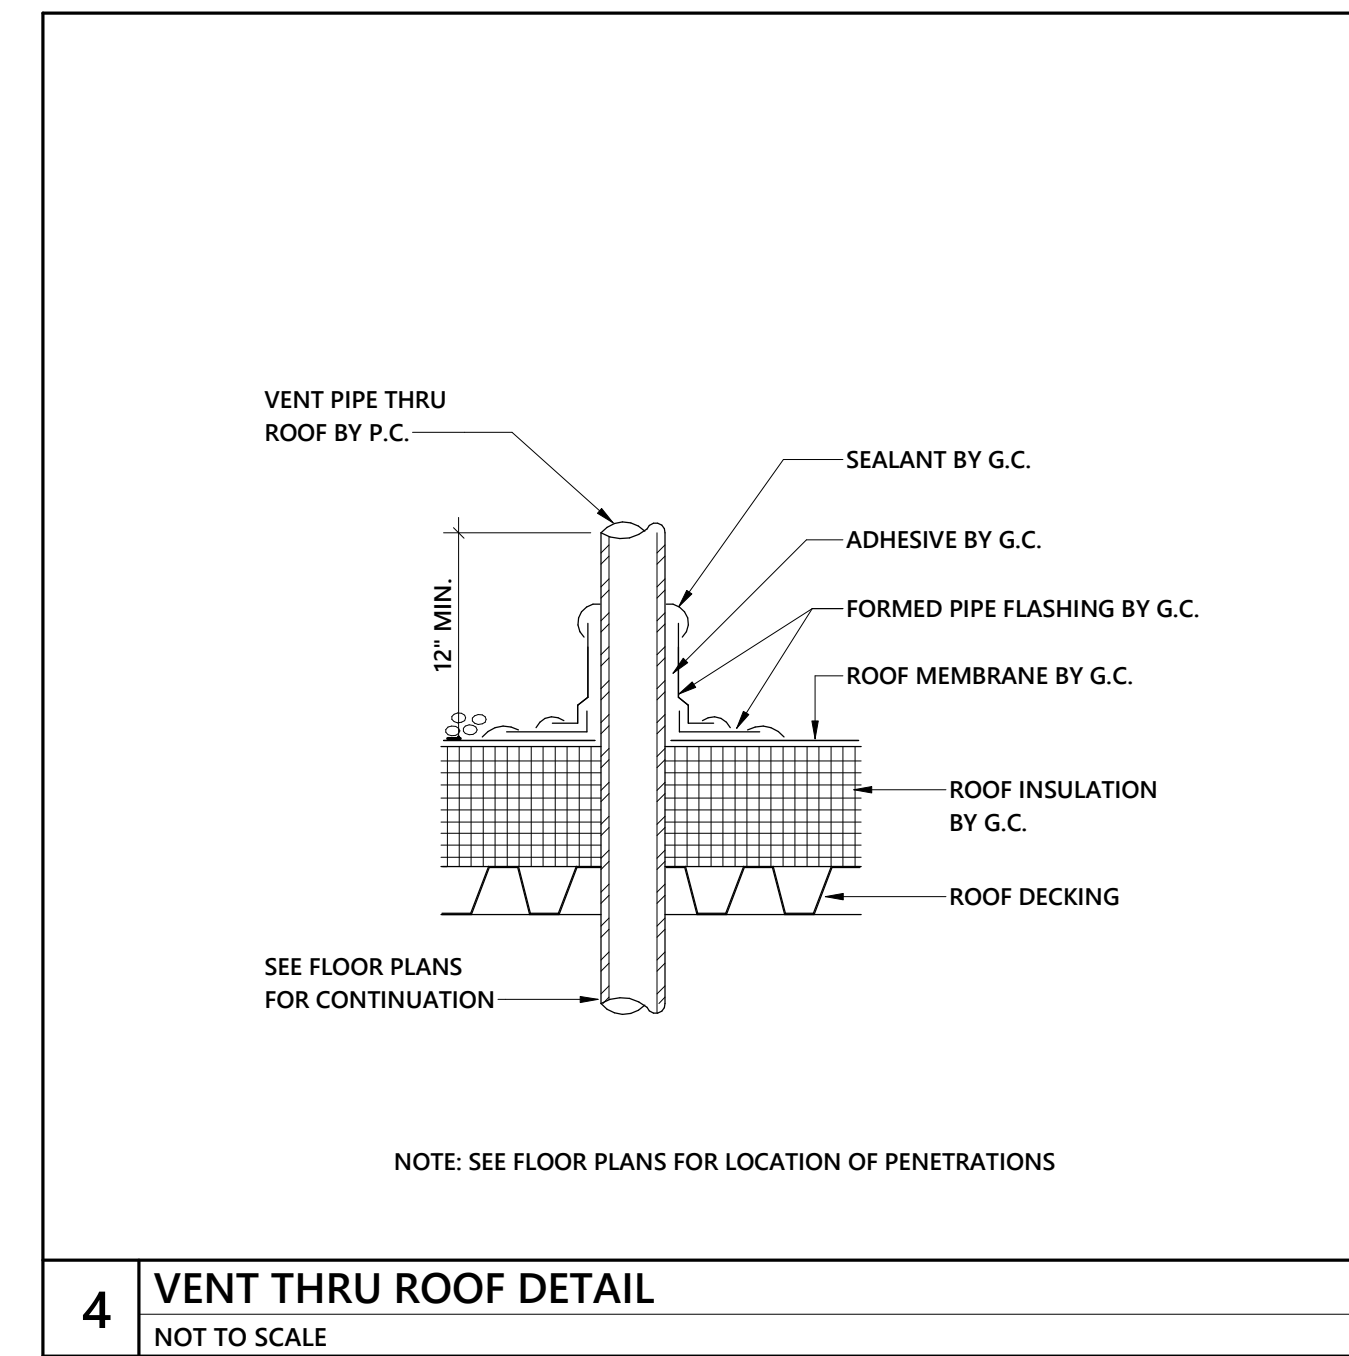 VENT PIPE THRU
ROOF BY P.C.
SEALANT BY G.C.
ADHESIVE BY G.C.
12" MIN.
FORMED PIPE FLASHING BY G.C.
ROOF MEMBRANE BY G.C.
ROOF INSULATION
BY G.C.
ROOF DECKING
SEE FLOOR PLANS
FOR CONTINUATION
NOTE: SEE FLOOR PLANS FOR LOCATION OF PENETRATIONS
4
VENT THRU ROOF DETAIL
NOT TO SCALE